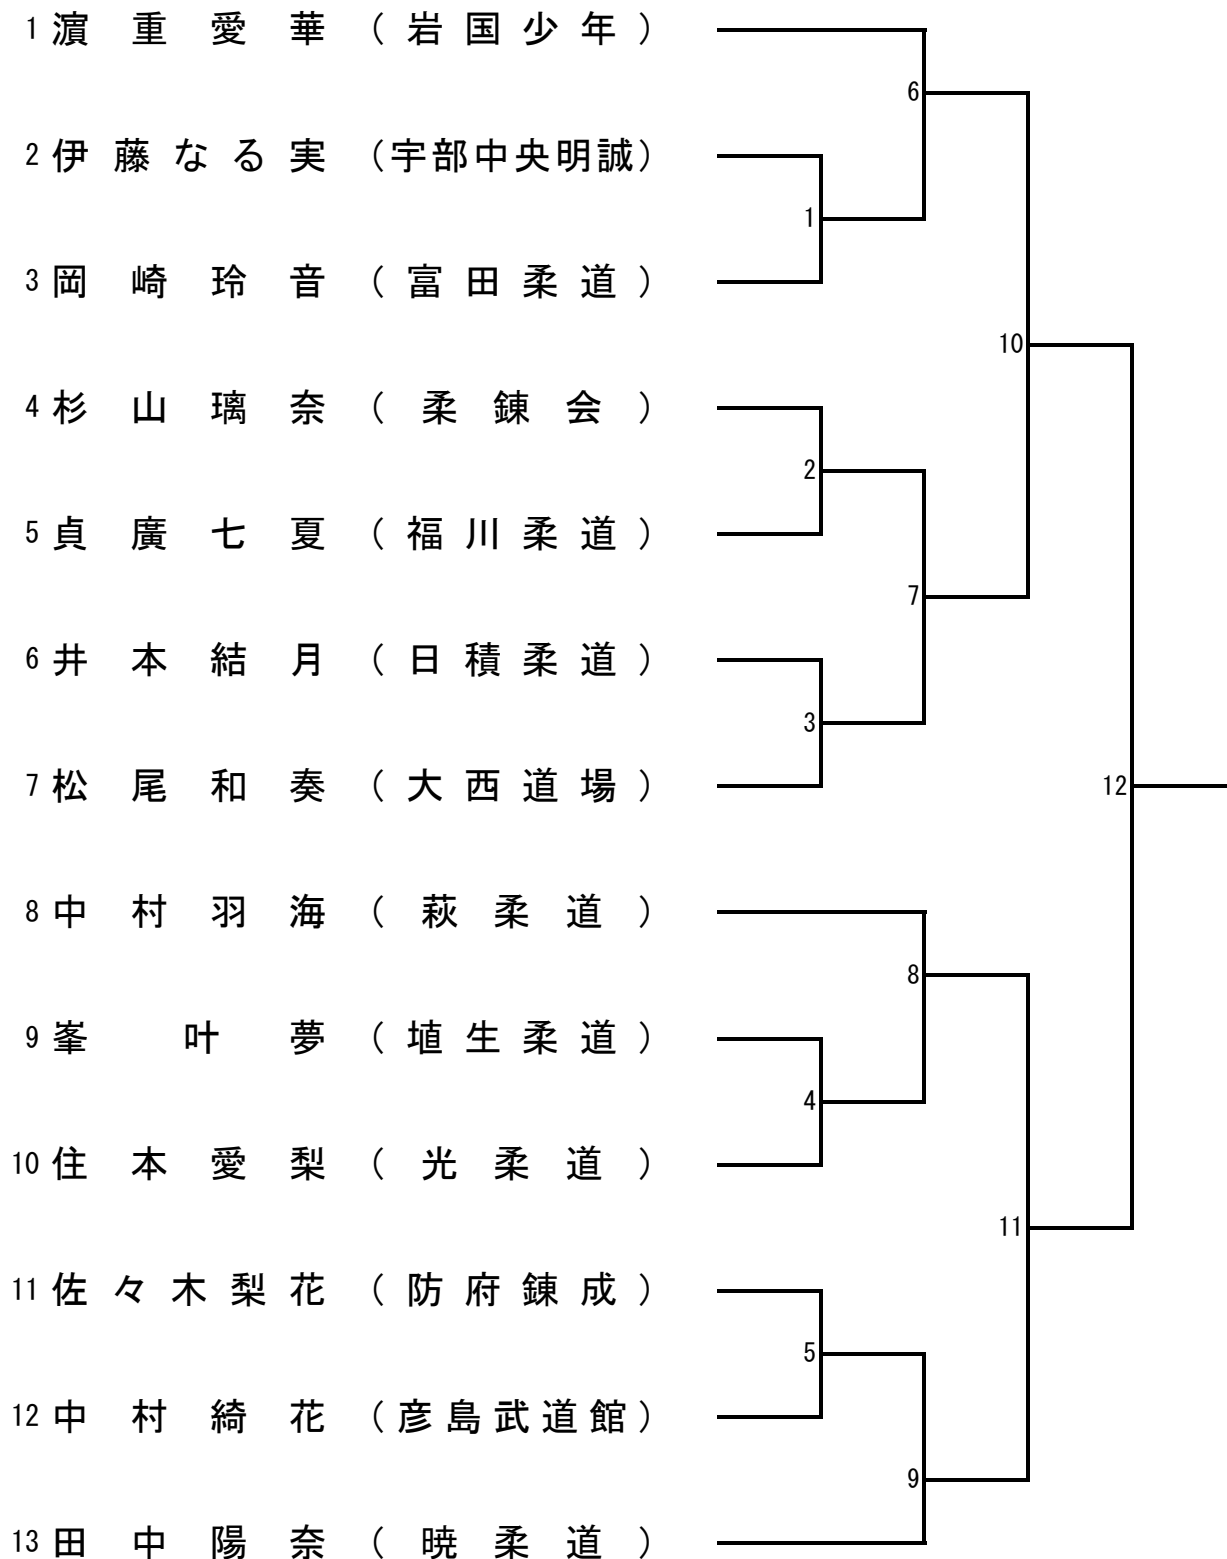 1 濵重愛華 (岩国少年)
6
2 伊藤なる実 (宇部中央明誠)
1
3 岡崎玲音 (富田柔道)
10
4 杉山璃奈 (柔錬会)
2
5 貞廣七夏 (福川柔道)
7
6 井本結月 (日積柔道)
3
7 松尾和奏 (大西道場)
12
8 中村羽海 (萩柔道)
8
9 峯叶夢 (埴生柔道)
4
10 住本愛梨 (光柔道)
11
11 佐々木梨花 (防府錬成)
5
12 中村綺花 (彦島武道館)
9
13 田中陽奈 (暁柔道)